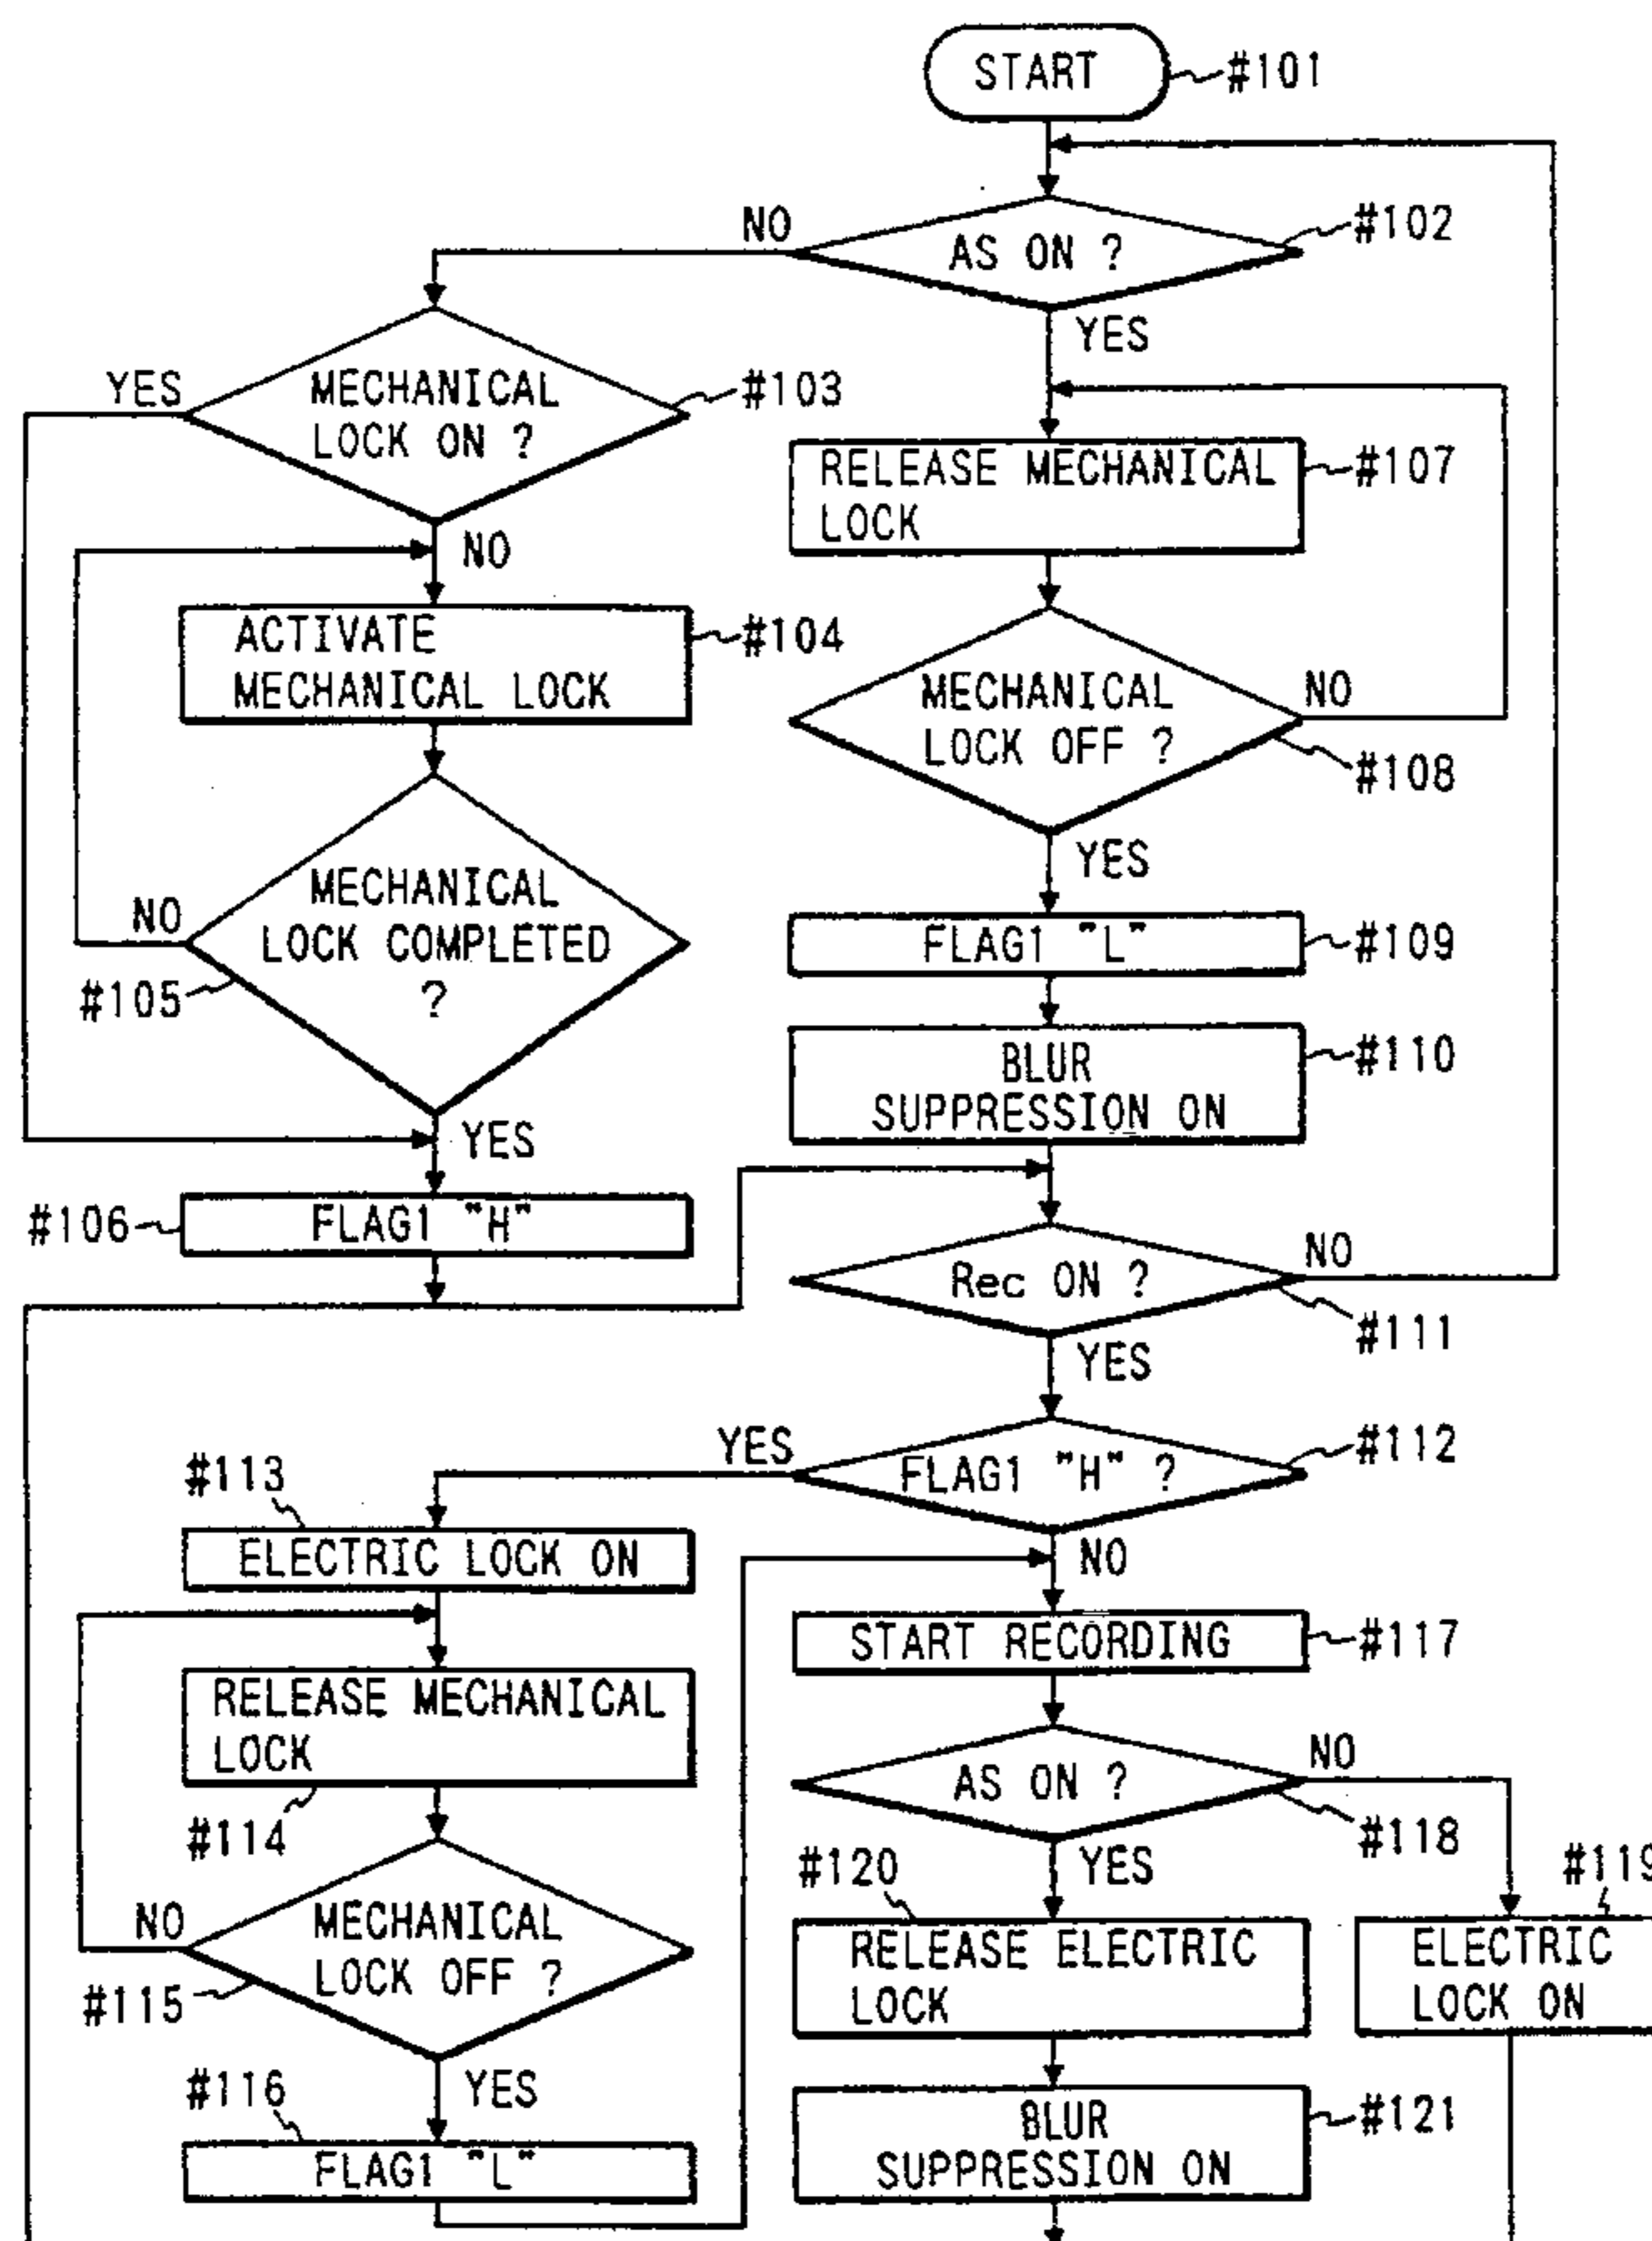 START
#101
AS ON ?
#102
NO
YES
MECHANICAL
LOCK ON ?
#103
YES
NO
RELEASE MECHANICAL
LOCK
#107
ACTIVATE
MECHANICAL LOCK
#104
MECHANICAL
LOCK OFF ?
#108
NO
YES
MECHANICAL
LOCK COMPLETED
?
#105
NO
YES
FLAG1 "L"
#109
BLUR
SUPPRESSION ON
#110
#106
FLAG1 "H"
Rec ON ?
NO
#111
YES
FLAG1 "H" ?
#112
YES
NO
#113
ELECTRIC LOCK ON
START RECORDING
#117
RELEASE MECHANICAL
LOCK
#114
AS ON ?
NO
#118
YES
MECHANICAL
LOCK OFF ?
NO
#115
YES
#120
RELEASE ELECTRIC
LOCK
#119
ELECTRIC
LOCK ON
#116
FLAG1 "L"
BLUR
SUPPRESSION ON
#121